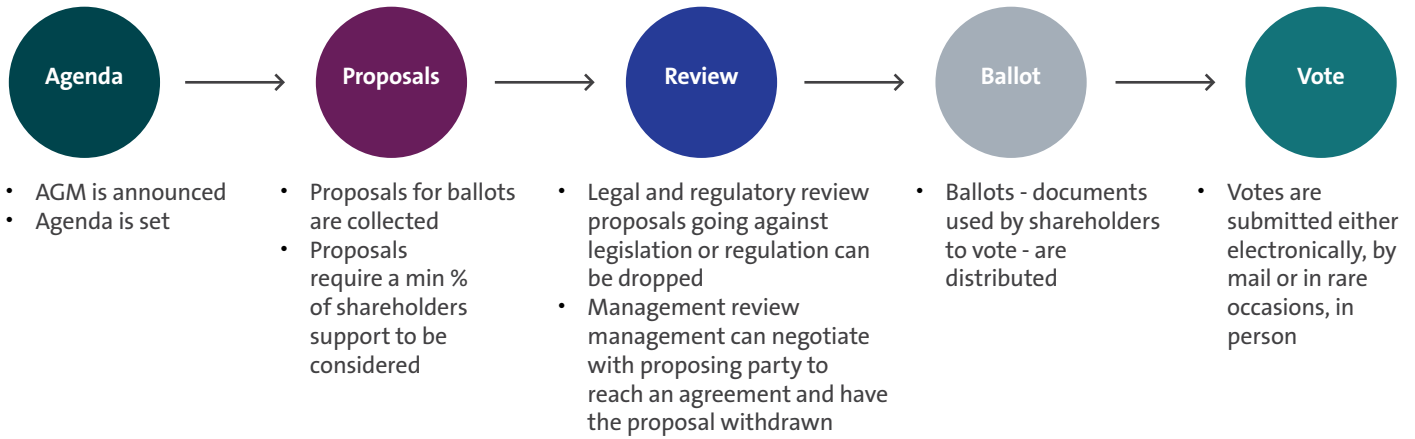 Agenda
Proposals
Review
Ballot
Vote
• AGM is announced
• Agenda is set
• Proposals for ballots
are collected
• Proposals
require a min %
of shareholders
support to be
considered
• Legal and regulatory review
proposals going against
legislation or regulation can
be dropped
• Management review
management can negotiate
with proposing party to
reach an agreement and have
the proposal withdrawn
• Ballots - documents
used by shareholders
to vote - are
distributed
• Votes are
submitted either
electronically, by
mail or in rare
occasions, in
person